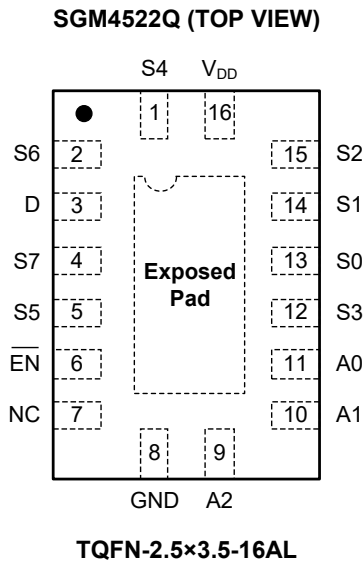 SGM4522Q (TOP VIEW)
S4 VDD
1 16
S6 2 15 S2
D 3 14 S1
S7 4 13 S0
Exposed
Pad
S5 5 12 S3
EN 6 11 A0
NC 7 10 A1
8 9
GND A2
TQFN-2.5×3.5-16AL